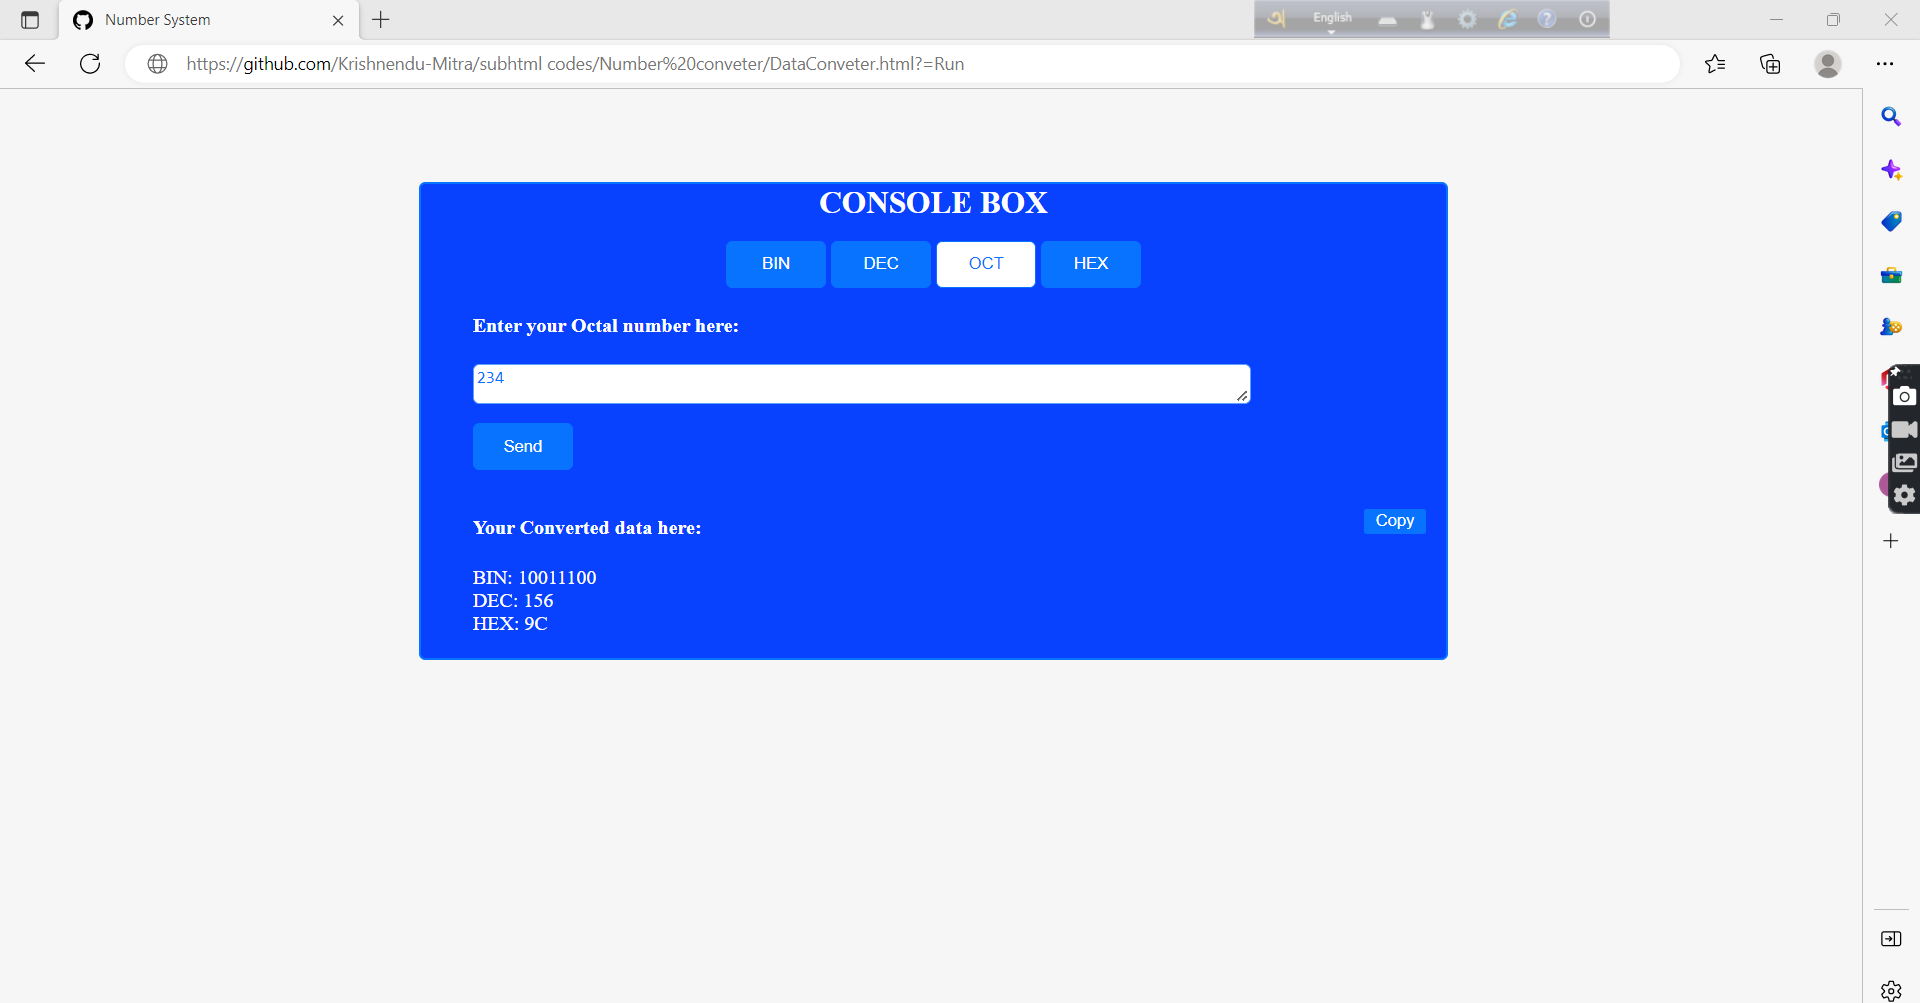 Number System
অ English
https://github.com/Krishnendu-Mitra/subhtml codes/Number%20conveter/DataConveter.html?=Run
CONSOLE BOX
BIN DEC OCT HEX
Enter your Octal number here:
234
Send
Your Converted data here:
Copy
BIN: 10011100
DEC: 156
HEX: 9C